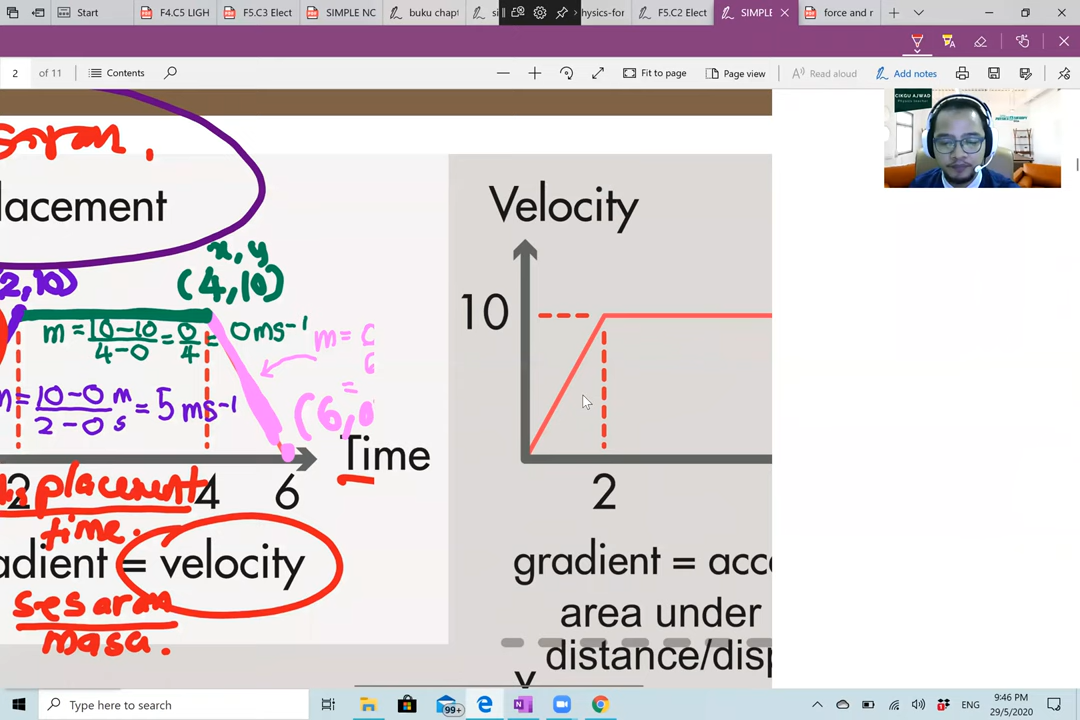 Start
F4.C5 LIGH
F5.C3 Elect
SIMPLE NC
buku chapt
si
hysics-for
F5.C2 Elect
SIMPLE
force and r
2 of 11
Contents
Fit to page
Page view
Read aloud
Add notes
CIKGU AJWAD
lacement
x, y
2,10)
(4,10)
m = 10-10 / 4-0 = 0/4 = 0ms-1
m =
=
m = 10-0 m / 2-0 s = 5 ms-1
(6,0
Time
2
4
6
placement
time.
adient = velocity
sesaran
masa.
Velocity
10
2
gradient = acc
area under
distance/disp
Type here to search
99+
ENG
9:46 PM
29/5/2020